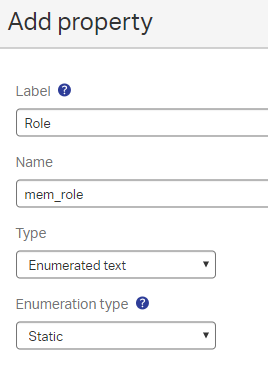 Add property
Label ?
Role
Name
mem_role
Type
Enumerated text
Enumeration type ?
Static